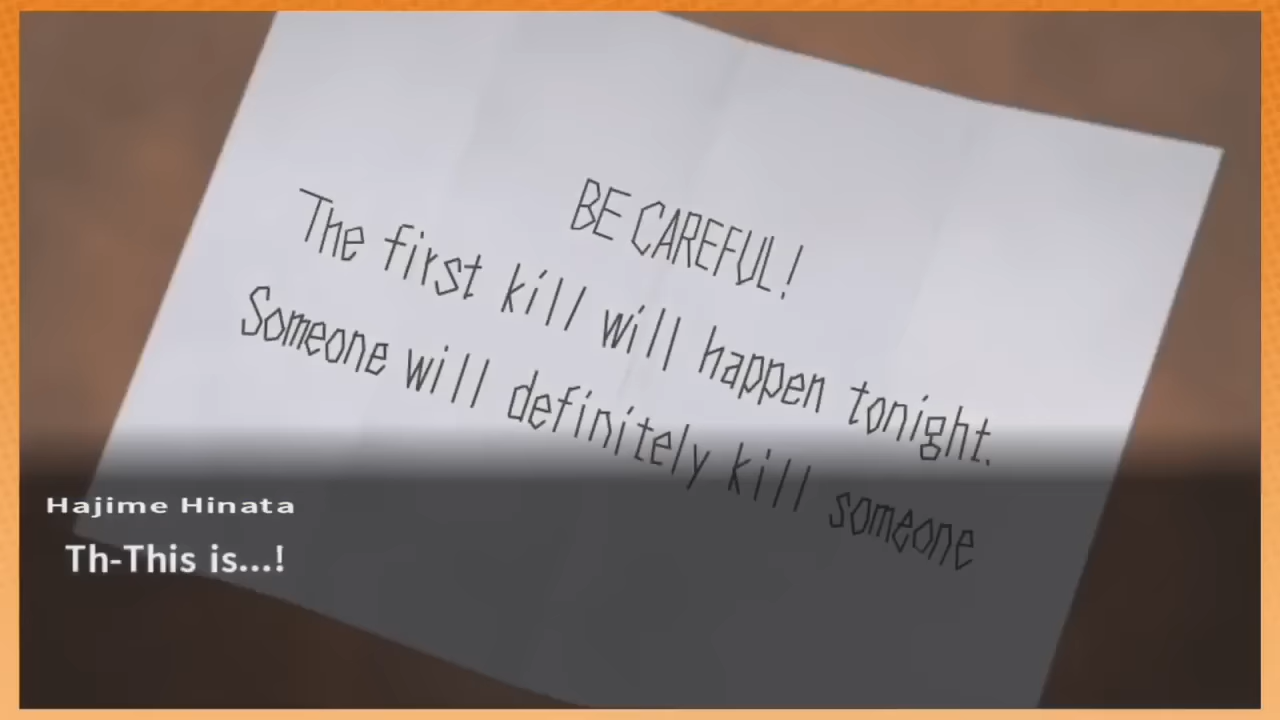 BE CAREFUL!
The first kill will happen tonight.
Someone will definitely kill someone
Hajime Hinata
Th-This is...!